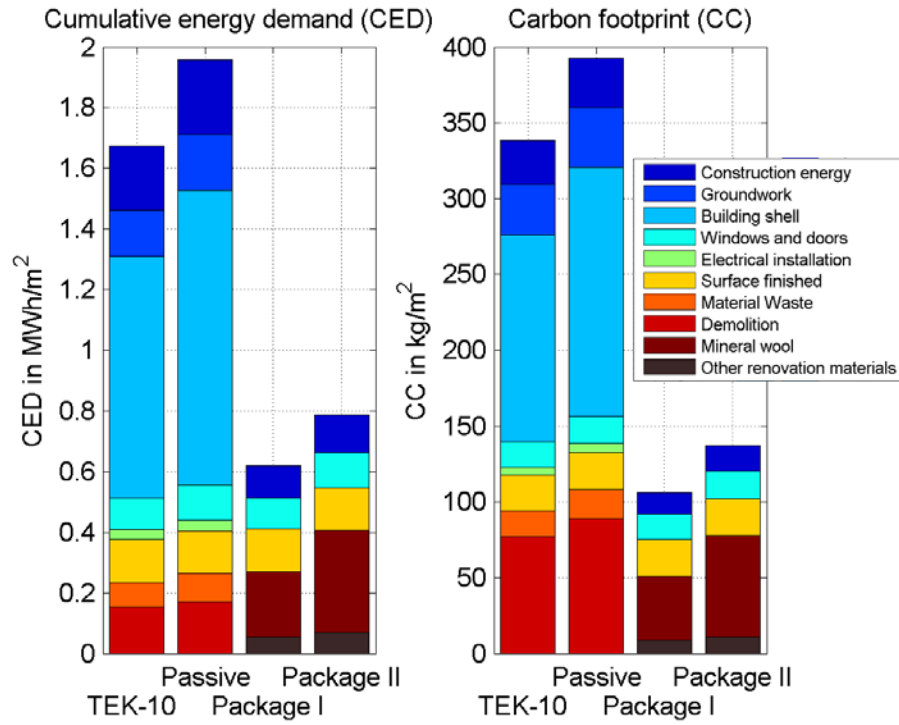 Cumulative energy demand (CED)
CED in MWh/m²
2
1.8
1.6
1.4
1.2
1
0.8
0.6
0.4
0.2
0
Passive
Package II
TEK-10
Package I
Carbon footprint (CC)
CC in kg/m²
400
350
300
250
200
150
100
50
0
Construction energy
Groundwork
Building shell
Windows and doors
Electrical installation
Surface finished
Material Waste
Demolition
Mineral wool
Other renovation materials
Passive
Package II
TEK-10
Package I